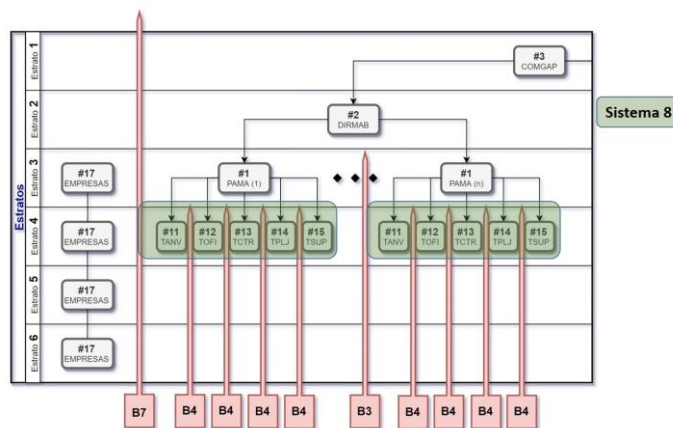 Estratos
Estrato 1
#3
COMGAP
Estrato 2
#2
DIRMAB
Sistema 8
Estrato 3
#17
EMPRESAS
#1
PAMA (1)
#1
PAMA (n)
Estrato 4
#17
EMPRESAS
#11
TANV
#12
TOFI
#13
TCTR
#14
TPLJ
#15
TSUP
#11
TANV
#12
TOFI
#13
TCTR
#14
TPLJ
#15
TSUP
Estrato 5
#17
EMPRESAS
Estrato 6
#17
EMPRESAS
B7
B4
B4
B4
B4
B3
B4
B4
B4
B4